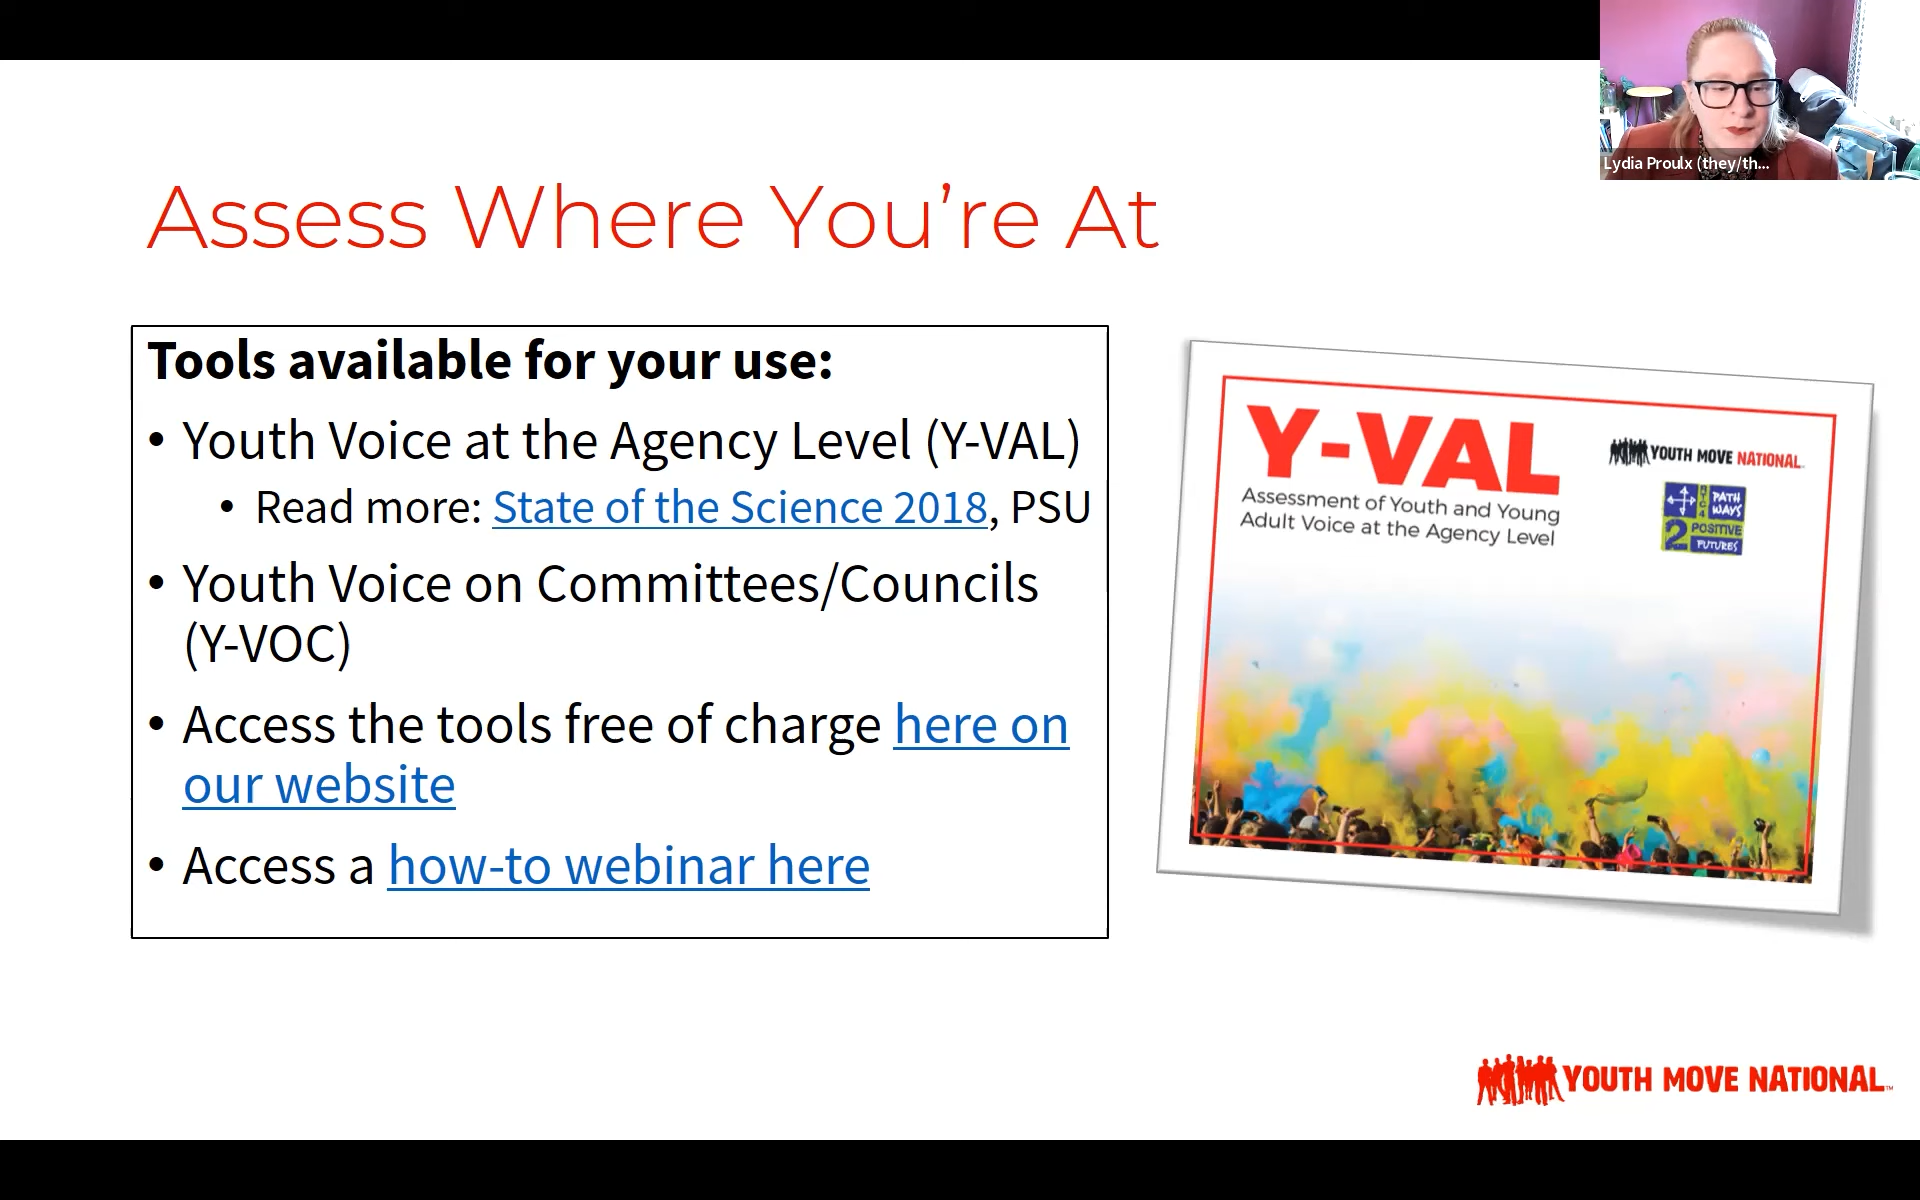 Lydia Proulx (they/th...
Assess Where You’re At
Tools available for your use:
• Youth Voice at the Agency Level (Y-VAL)
• Read more: State of the Science 2018, PSU
• Youth Voice on Committees/Councils
(Y-VOC)
• Access the tools free of charge here on
our website
• Access a how-to webinar here
Y-VAL
Assessment of Youth and Young
Adult Voice at the Agency Level
YOUTH MOVE NATIONAL
PATH
WAYS
2 POSITIVE
FUTURES
YOUTH MOVE NATIONAL™